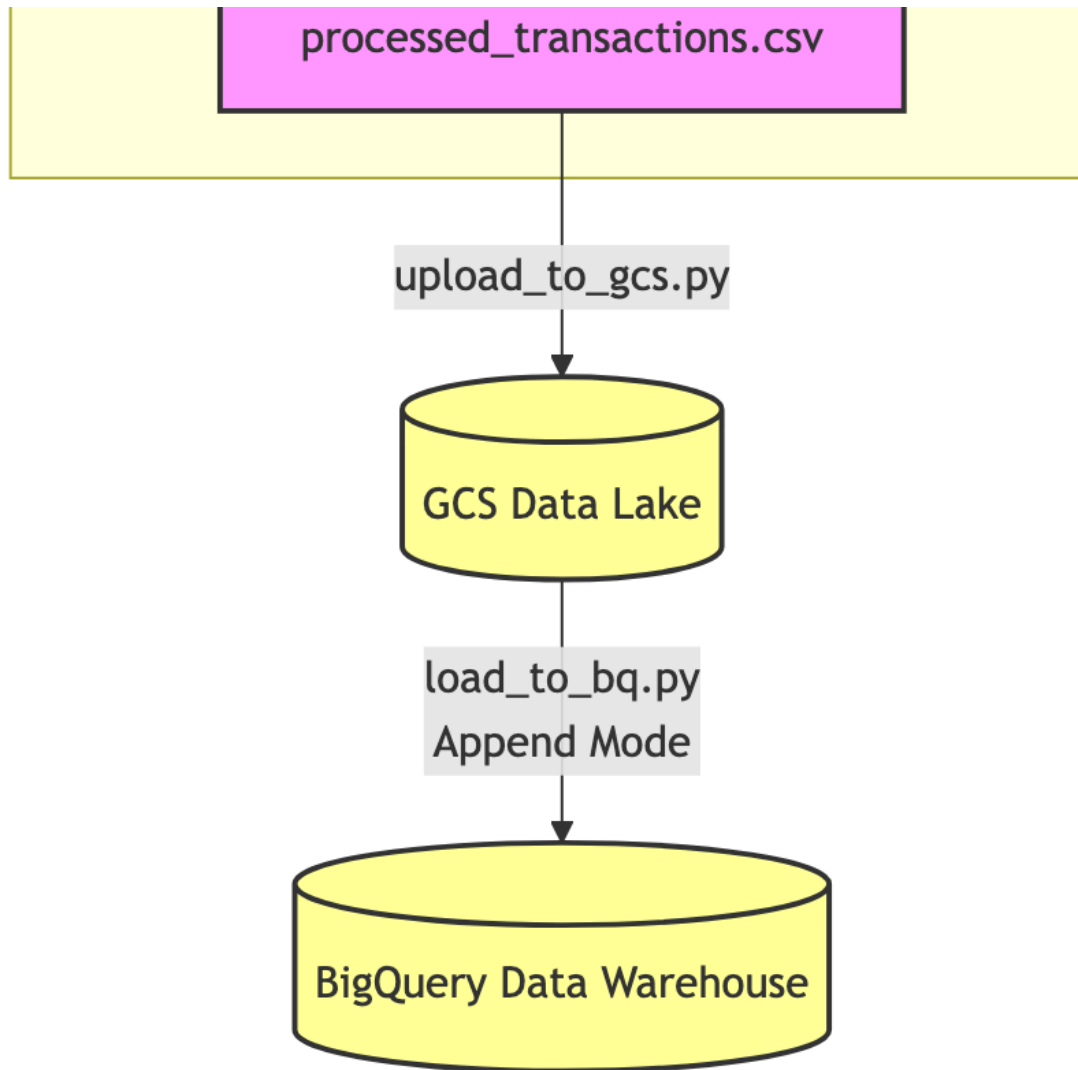 processed_transactions.csv
upload_to_gcs.py
GCS Data Lake
load_to_bq.py
Append Mode
BigQuery Data Warehouse